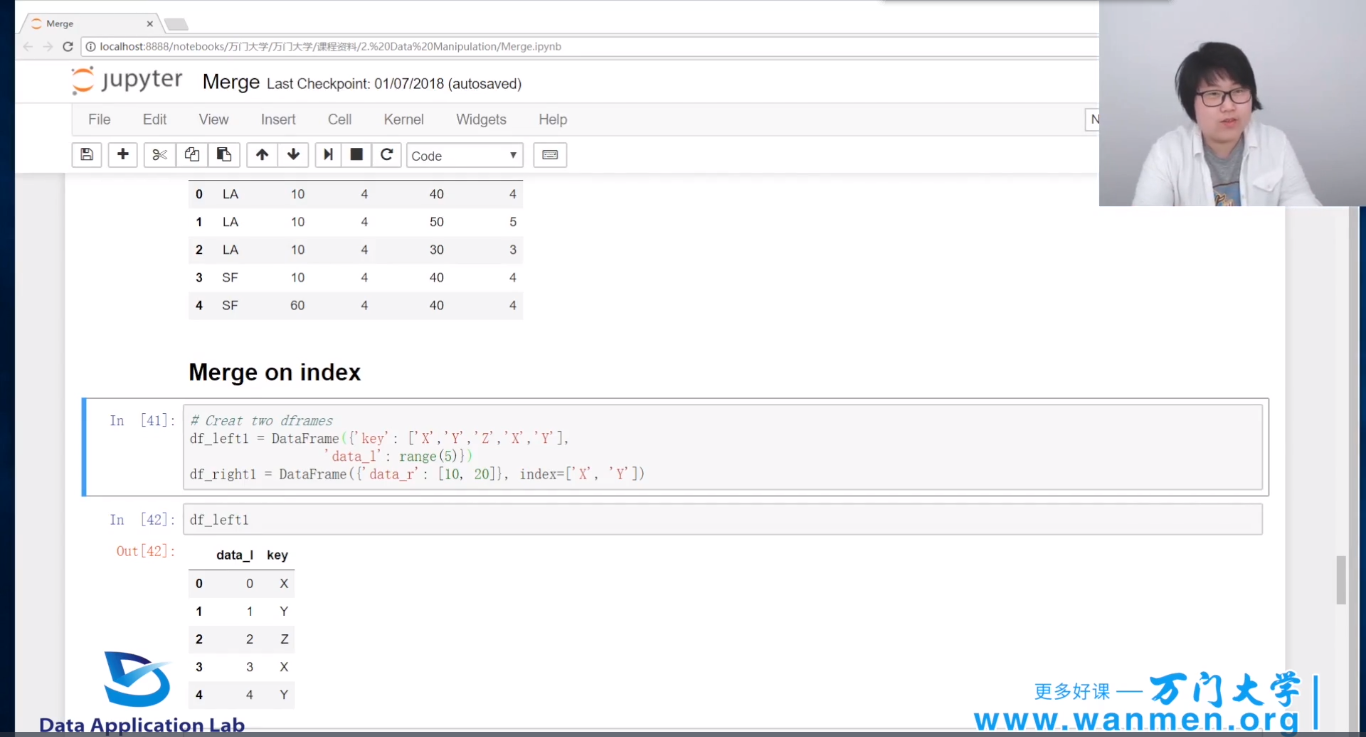 Merge
localhost:8888/notebooks/万门大学/万门大学/课程资料/2.%20Data%20Manipulation/Merge.ipynb
jupyter Merge Last Checkpoint: 01/07/2018 (autosaved)
File Edit View Insert Cell Kernel Widgets Help
N
Code
0 LA 10 4 40 4
1 LA 10 4 50 5
2 LA 10 4 30 3
3 SF 10 4 40 4
4 SF 60 4 40 4
Merge on index
In [41]: # Creat two dframes
df_left1 = DataFrame({'key': ['X','Y','Z','X','Y'],
'data_l': range(5)})
df_right1 = DataFrame({'data_r': [10, 20]}, index=['X', 'Y'])
In [42]: df_left1
Out[42]:
data_l key
0 0 X
1 1 Y
2 2 Z
3 3 X
4 4 Y
Data Application Lab
更多好课 — 万门大学
www.wanmen.org